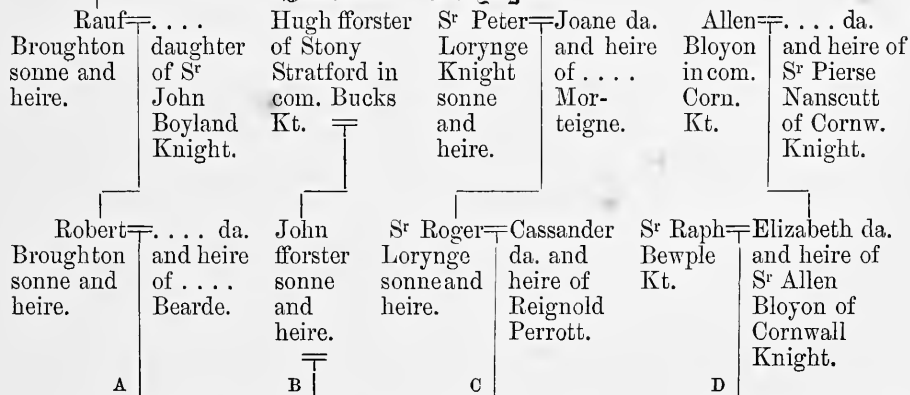 Rauf=. . . .
Broughton
sonne and
heire.
daughter
of Sʳ
John
Boyland
Knight.
Hugh fforster
of Stony
Stratford in
com. Bucks
Kt.
Sʳ Peter=Joane da.
Lorynge
Knight
sonne
and
heire.
and heire
of . . . .
Mor-
teigne.
Allen=. . . . da.
Bloyon
in com.
Corn.
Kt.
and heire of
Sʳ Pierse
Nanscutt
of Cornw.
Knight.
Robert=. . . . da.
Broughton
sonne and
heire.
and heire
of . . . .
Bearde.
John
fforster
sonne
and
heire.
Sʳ Roger=Cassander
Lorynge
sonne and
heire.
da. and
heire of
Reignold
Perrott.
Sʳ Raph=Elizabeth da.
Bewple
Kt.
and heire of
Sʳ Allen
Bloyon of
Cornwall
Knight.
A B C D